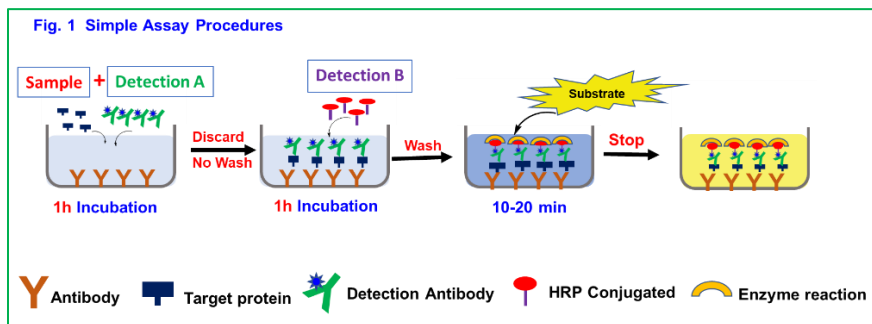 Fig. 1 Simple Assay Procedures
Sample + Detection A
Detection B
Substrate
Discard
No Wash
Wash
Stop
1h Incubation
1h Incubation
10-20 min
Antibody
Target protein
Detection Antibody
HRP Conjugated
Enzyme reaction